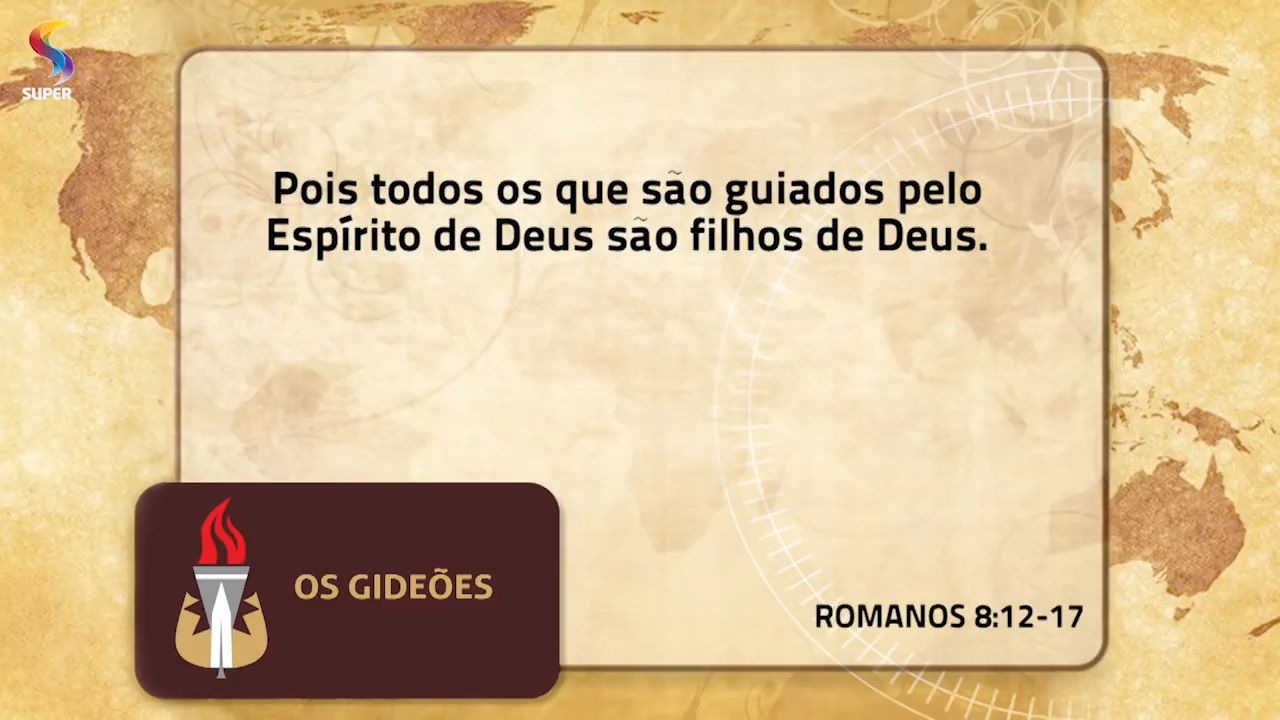 SUPER
Pois todos os que são guiados pelo
Espírito de Deus são filhos de Deus.
OS GIDEÕES
ROMANOS 8:12-17